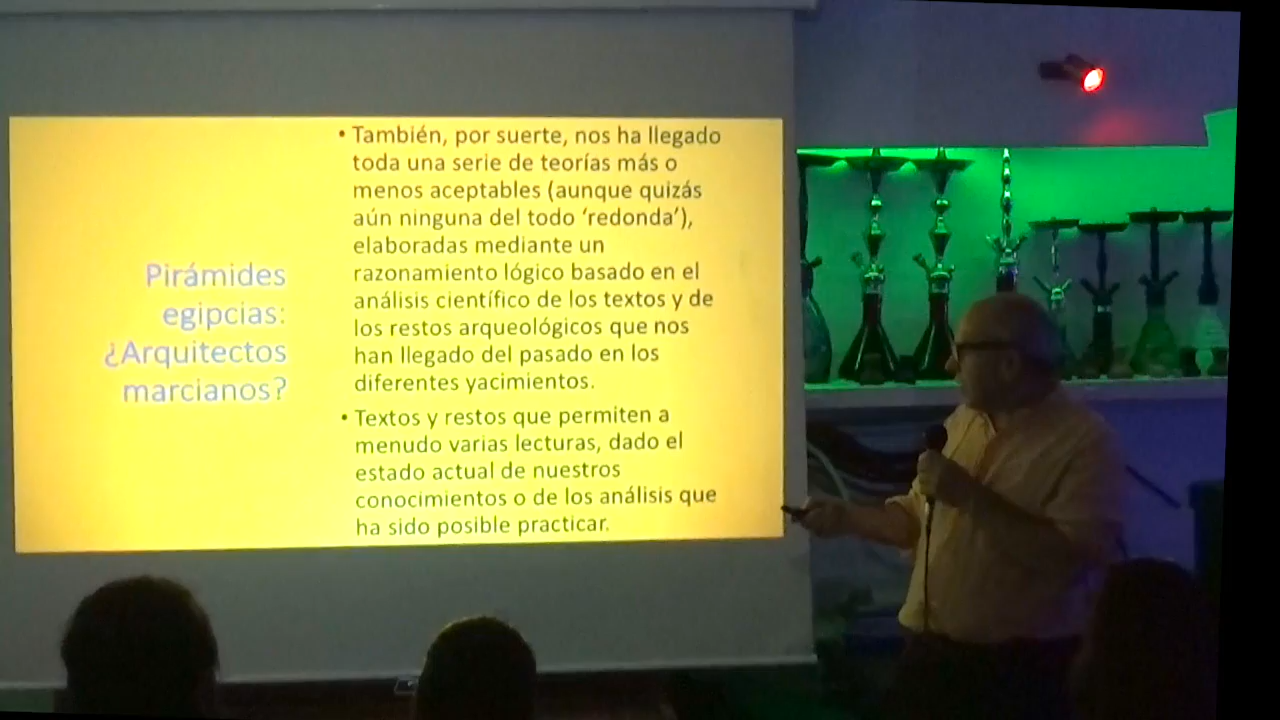 Pirámides
egipcias:
¿Arquitectos
marcianos?
• También, por suerte, nos ha llegado
toda una serie de teorías más o
menos aceptables (aunque quizás
aún ninguna del todo ‘redonda’),
elaboradas mediante un
razonamiento lógico basado en el
análisis científico de los textos y de
los restos arqueológicos que nos
han llegado del pasado en los
diferentes yacimientos.
• Textos y restos que permiten a
menudo varias lecturas, dado el
estado actual de nuestros
conocimientos o de los análisis que
ha sido posible practicar.